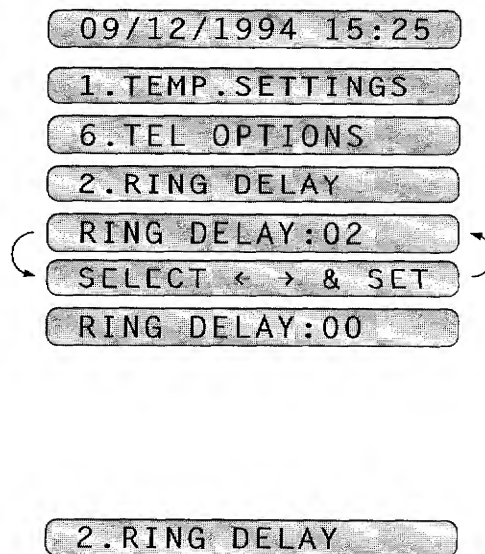 09/12/1994 15:25
1.TEMP.SETTINGS
6.TEL OPTIONS
2.RING DELAY
RING DELAY:02
SELECT ← → & SET
RING DELAY:00
2.RING DELAY